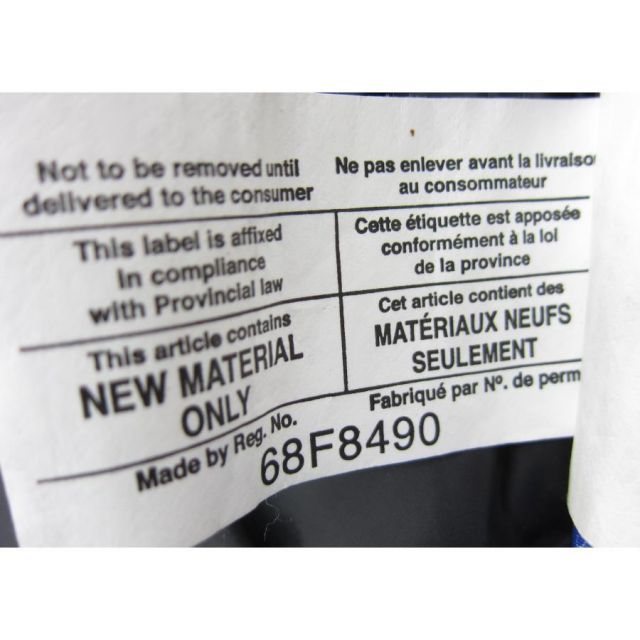 Not to be removed until
delivered to the consumer
Ne pas enlever avant la livraiso
au consommateur
This label is affixed
In compliance
with Provincial law
Cette étiquette est apposée
conformément à la loi
de la province
This article contains
NEW MATERIAL
ONLY
Cet article contient des
MATÉRIAUX NEUFS
SEULEMENT
Made by Reg. No.
Fabriqué par Nº. de perm
68F8490